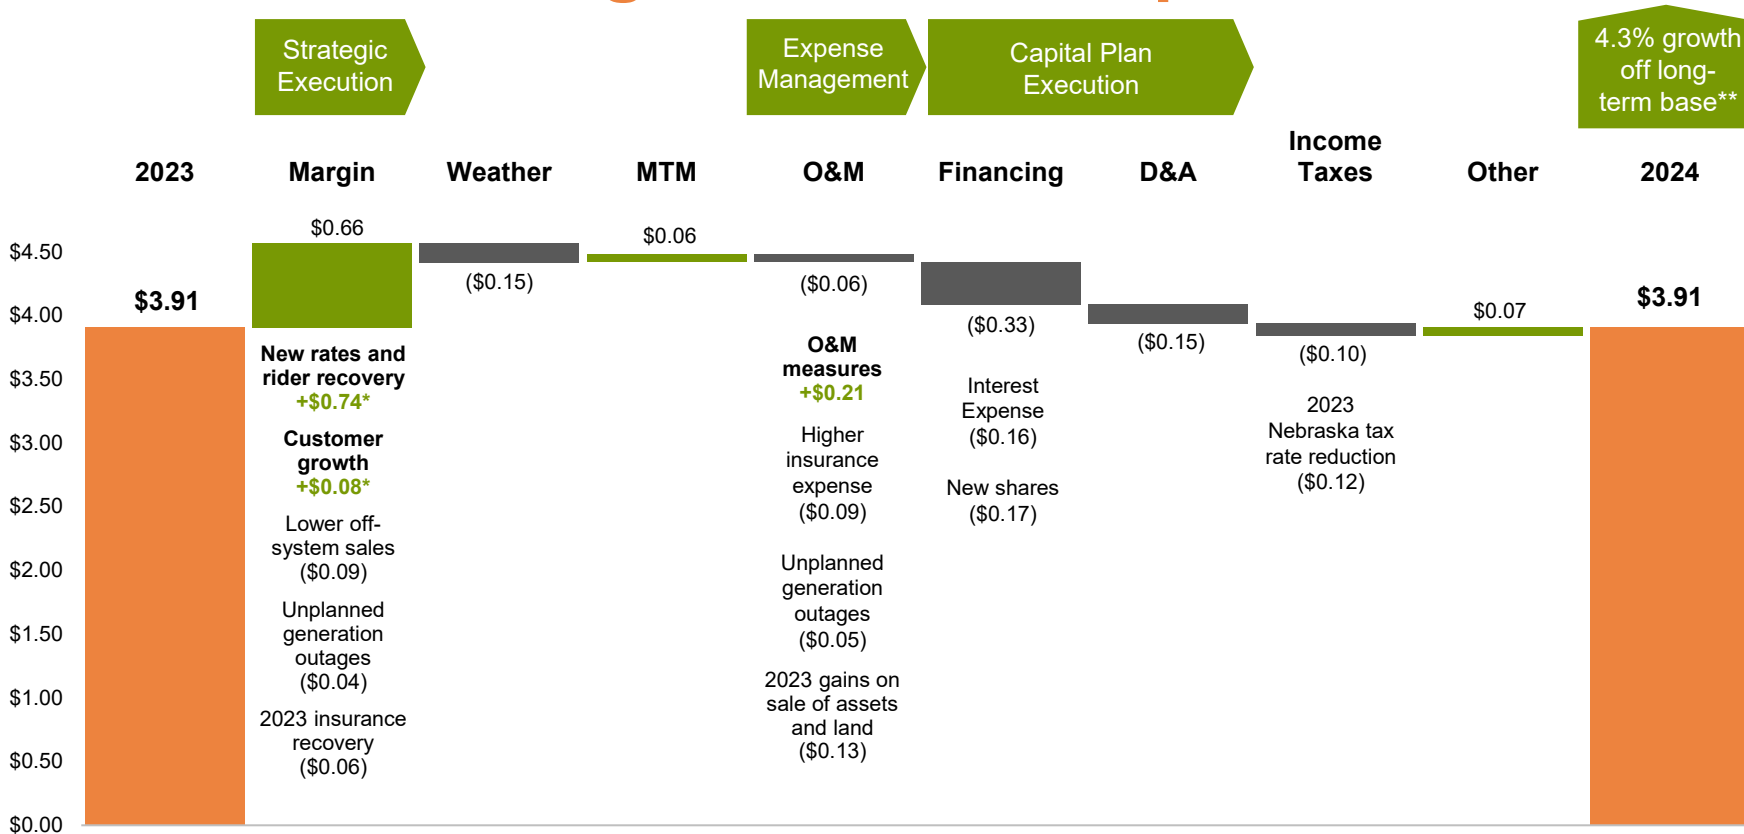 Strategic
Execution
Expense
Management
Capital Plan
Execution
4.3% growth
off long-
term base**
2023
Margin
Weather
MTM
O&M
Financing
D&A
Income
Taxes
Other
2024
$4.50
$4.00
$3.50
$3.00
$2.50
$2.00
$1.50
$1.00
$0.50
$0.00
$3.91
$0.66
New rates and
rider recovery
+$0.74*
Customer
growth
+$0.08*
Lower off-
system sales
($0.09)
Unplanned
generation
outages
($0.04)
2023 insurance
recovery
($0.06)
($0.15)
$0.06
($0.06)
O&M
measures
+$0.21
Higher
insurance
expense
($0.09)
Unplanned
generation
outages
($0.05)
2023 gains on
sale of assets
and land
($0.13)
($0.33)
Interest
Expense
($0.16)
New shares
($0.17)
($0.15)
($0.10)
2023
Nebraska tax
rate reduction
($0.12)
$0.07
$3.91